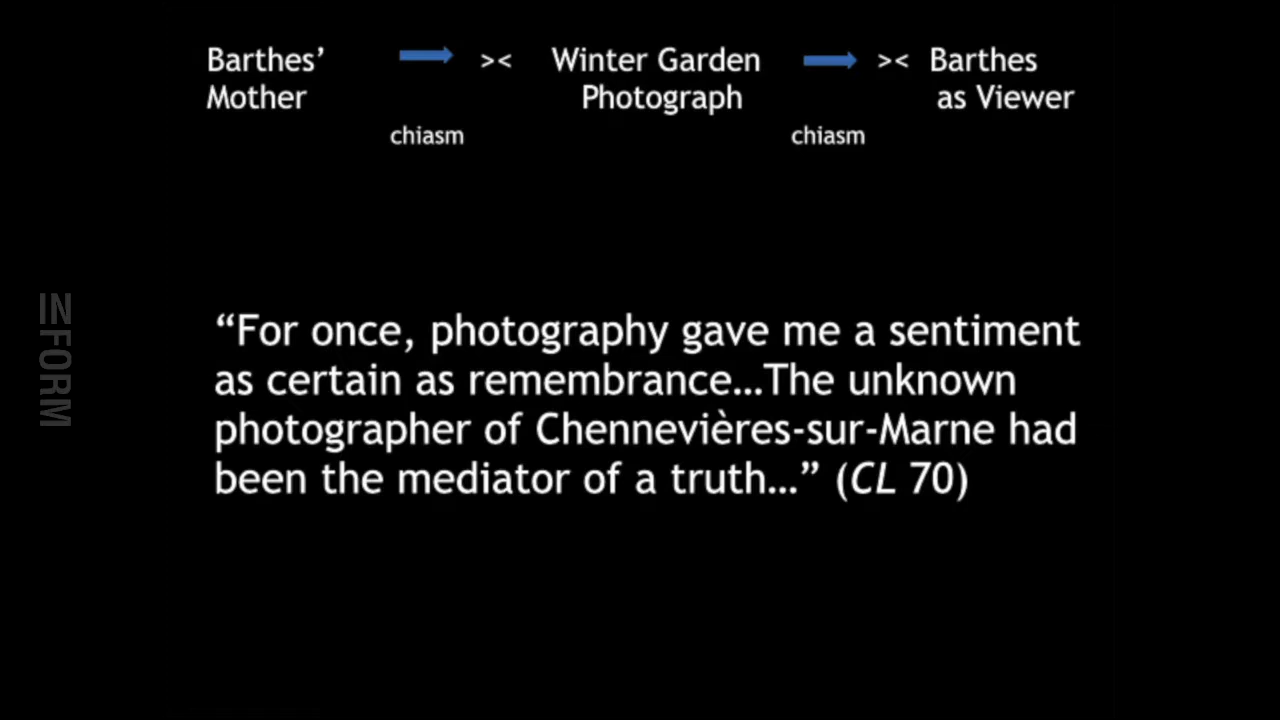 Barthes’ >< Winter Garden >< Barthes
Mother Photograph as Viewer
chiasm chiasm
INFORM
“For once, photography gave me a sentiment
as certain as remembrance…The unknown
photographer of Chennevières-sur-Marne had
been the mediator of a truth…” (CL 70)